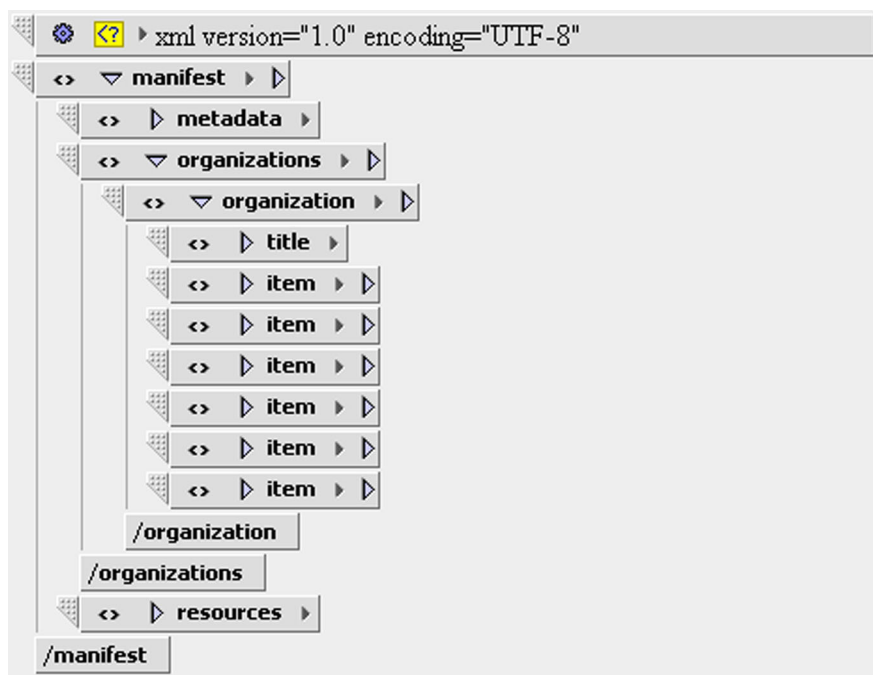 <? xml version="1.0" encoding="UTF-8"
<> manifest
<> metadata
<> organizations
<> organization
<> title
<> item
<> item
<> item
<> item
<> item
<> item
/organization
/organizations
<> resources
/manifest